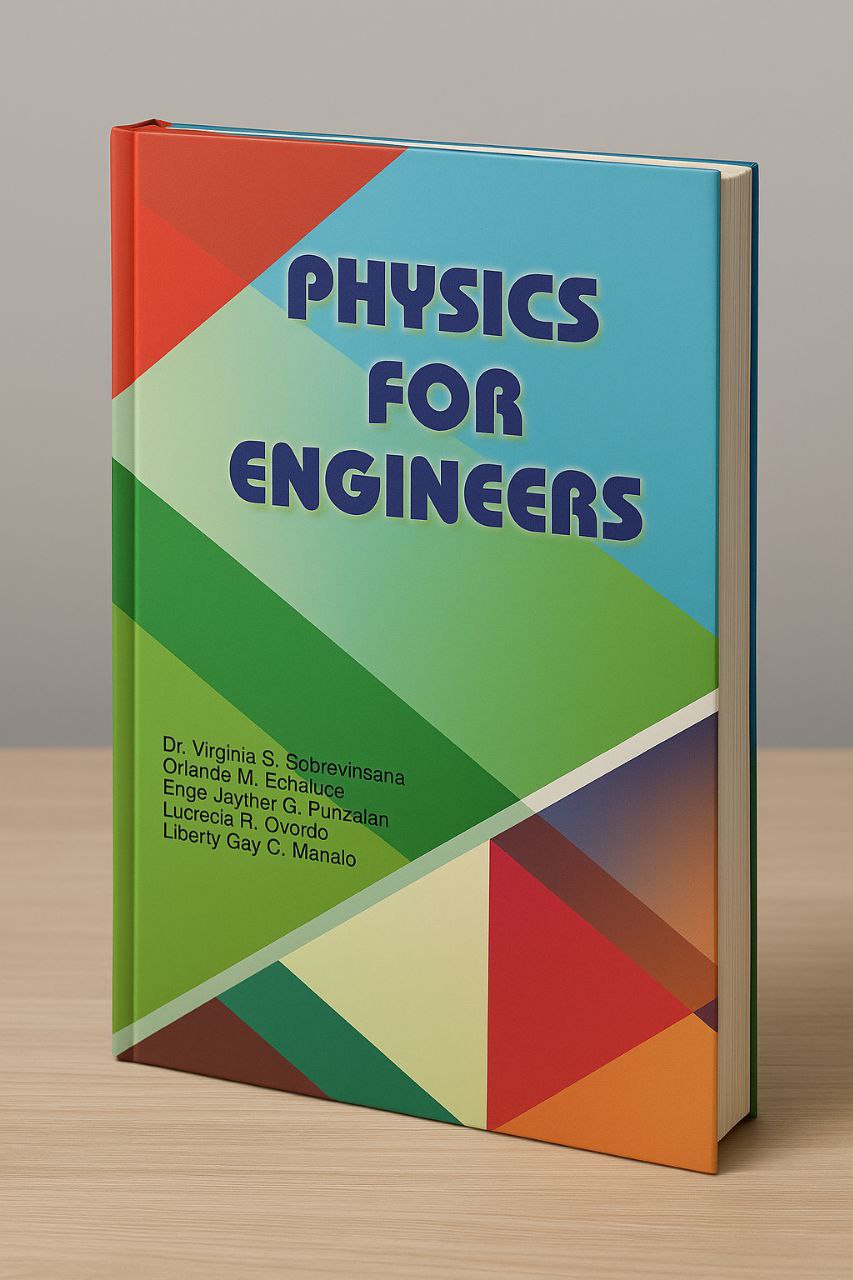 PHYSICS
FOR
ENGINEERS
Dr. Virginia S. Sobrevinsana
Orlande M. Echaluce
Enge Jayther G. Punzalan
Lucrecia R. Ovordo
Liberty Gay C. Manalo